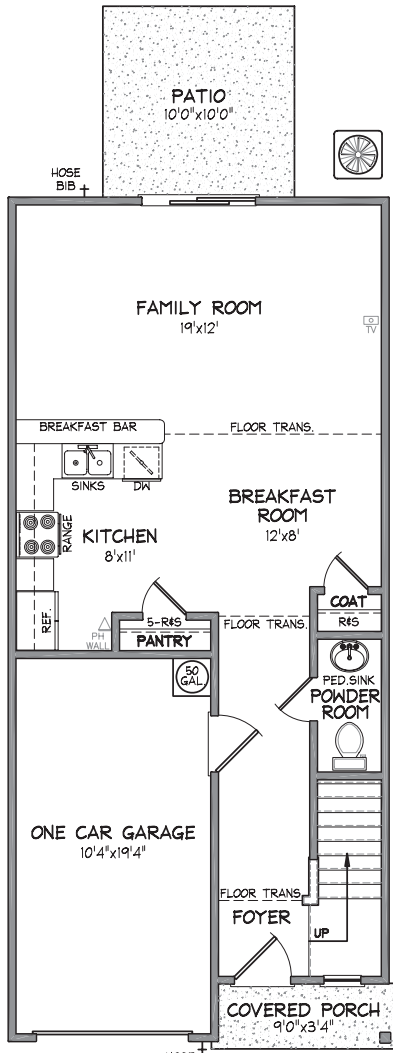 PATIO
10'0"x10'0"
HOSE
BIB
FAMILY ROOM
19'x12'
TV
BREAKFAST BAR
FLOOR TRANS.
SINKS
DW
BREAKFAST
ROOM
12'x8'
RANGE
KITCHEN
8'x11'
REF.
PH
WALL
5-R&S
PANTRY
FLOOR TRANS.
COAT
R&S
50
GAL.
PED.SINK
POWDER
ROOM
ONE CAR GARAGE
10'4"x19'4"
FLOOR TRANS.
FOYER
UP
COVERED PORCH
9'0"x3'4"